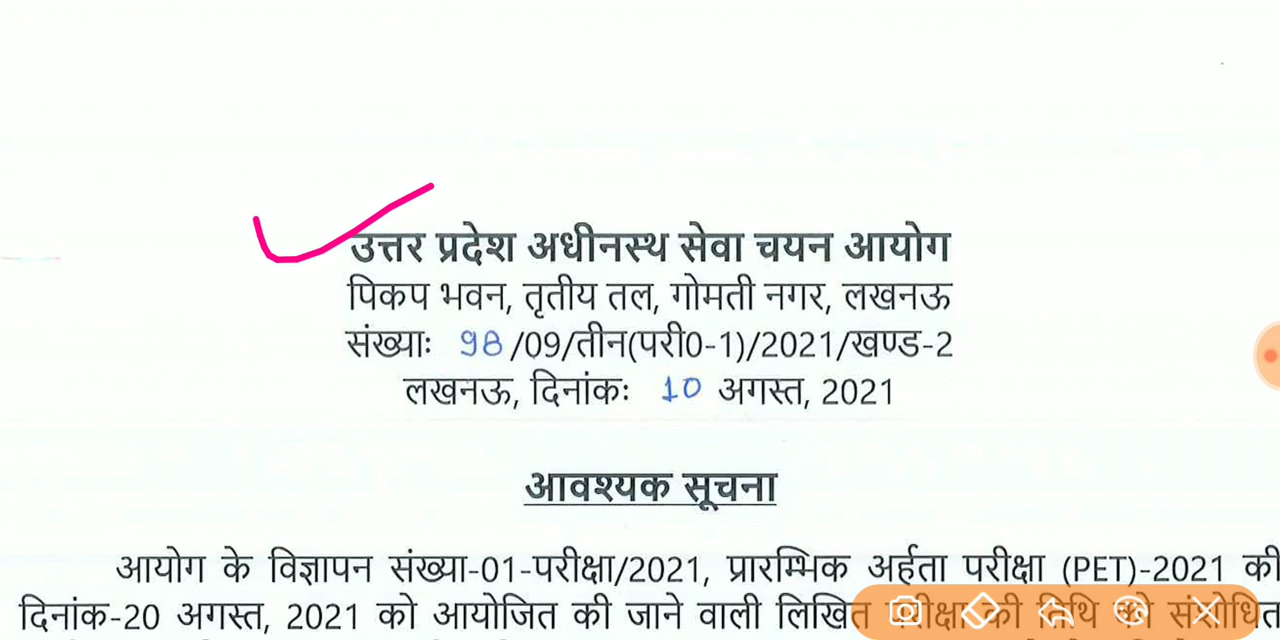 उत्तर प्रदेश अधीनस्थ सेवा चयन आयोग
पिकप भवन, तृतीय तल, गोमती नगर, लखनऊ
संख्याः 98/09/तीन(परी0-1)/2021/खण्ड-2
लखनऊ, दिनांकः 10 अगस्त, 2021
आवश्यक सूचना
आयोग के विज्ञापन संख्या-01-परीक्षा/2021, प्रारम्भिक अर्हता परीक्षा (PET)-2021 की
दिनांक-20 अगस्त, 2021 को आयोजित की जाने वाली लिखित परीक्षा की तिथि को संशोधित